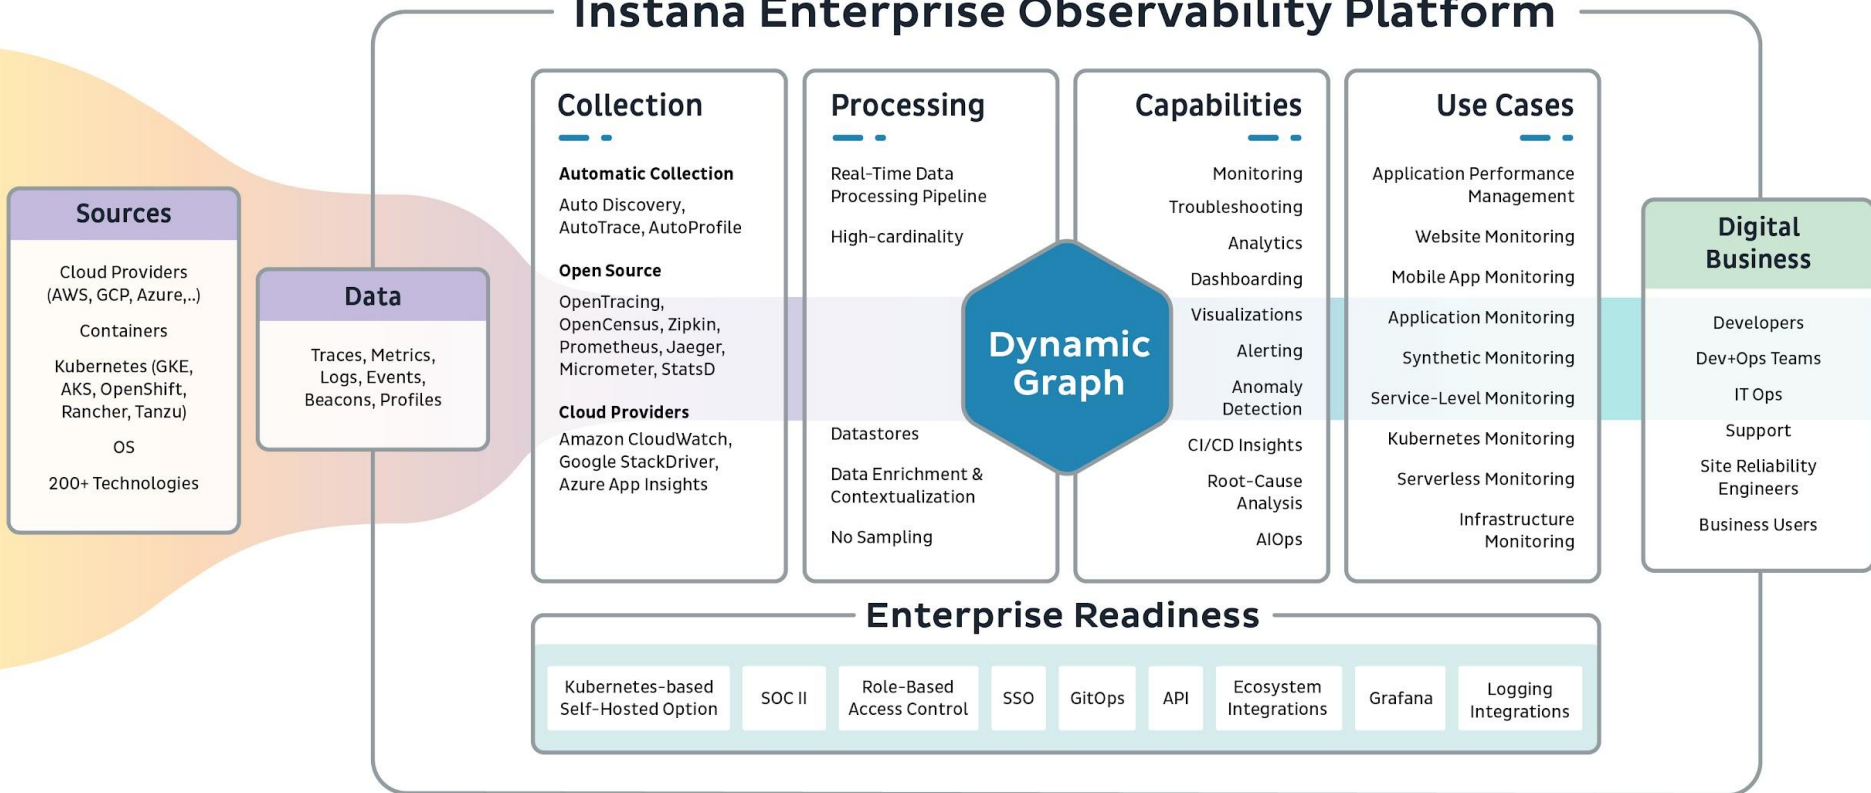 Instana Enterprise Observability Platform
Sources
Cloud Providers
(AWS, GCP, Azure,..)
Containers
Kubernetes (GKE,
AKS, OpenShift,
Rancher, Tanzu)
OS
200+ Technologies
Data
Traces, Metrics,
Logs, Events,
Beacons, Profiles
Collection
Automatic Collection
Auto Discovery,
AutoTrace, AutoProfile
Open Source
OpenTracing,
OpenCensus, Zipkin,
Prometheus, Jaeger,
Micrometer, StatsD
Cloud Providers
Amazon CloudWatch,
Google StackDriver,
Azure App Insights
Processing
Real-Time Data
Processing Pipeline
High-cardinality
Datastores
Data Enrichment &
Contextualization
No Sampling
Dynamic
Graph
Capabilities
Monitoring
Troubleshooting
Analytics
Dashboarding
Visualizations
Alerting
Anomaly
Detection
CI/CD Insights
Root-Cause
Analysis
AIOps
Use Cases
Application Performance
Management
Website Monitoring
Mobile App Monitoring
Application Monitoring
Synthetic Monitoring
Service-Level Monitoring
Kubernetes Monitoring
Serverless Monitoring
Infrastructure
Monitoring
Digital
Business
Developers
Dev+Ops Teams
IT Ops
Support
Site Reliability
Engineers
Business Users
Enterprise Readiness
Kubernetes-based
Self-Hosted Option
SOC II
Role-Based
Access Control
SSO
GitOps
API
Ecosystem
Integrations
Grafana
Logging
Integrations